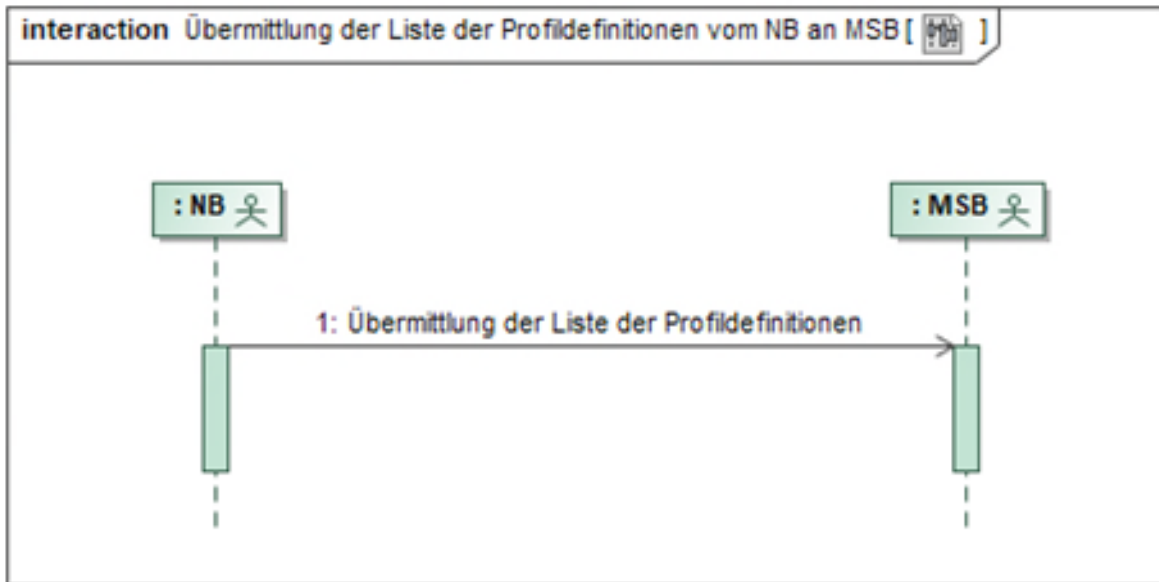 interaction Übermittlung der Liste der Profildefinitionen vom NB an MSB [ ]
: NB
: MSB
1: Übermittlung der Liste der Profildefinitionen